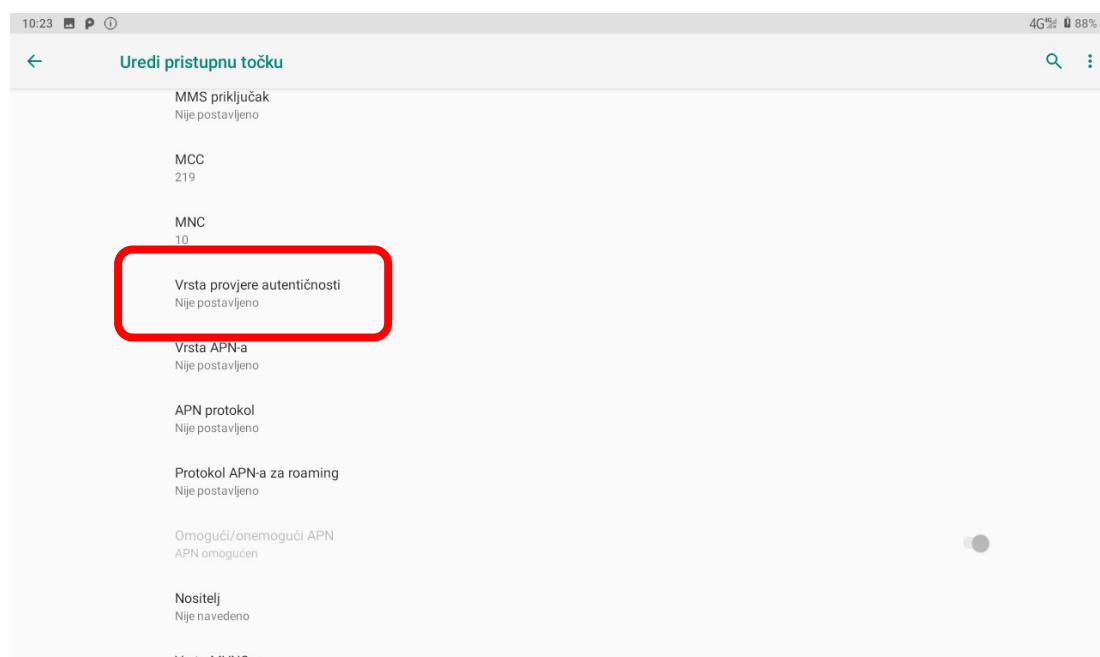 10:23 4G 4G 88%
Uredi pristupnu točku
MMS priključak
Nije postavljeno
MCC
219
MNC
10
Vrsta provjere autentičnosti
Nije postavljeno
Vrsta APN-a
Nije postavljeno
APN protokol
Nije postavljeno
Protokol APN-a za roaming
Nije postavljeno
Omogući/onemogući APN
APN omogućen
Nositelj
Nije navedeno